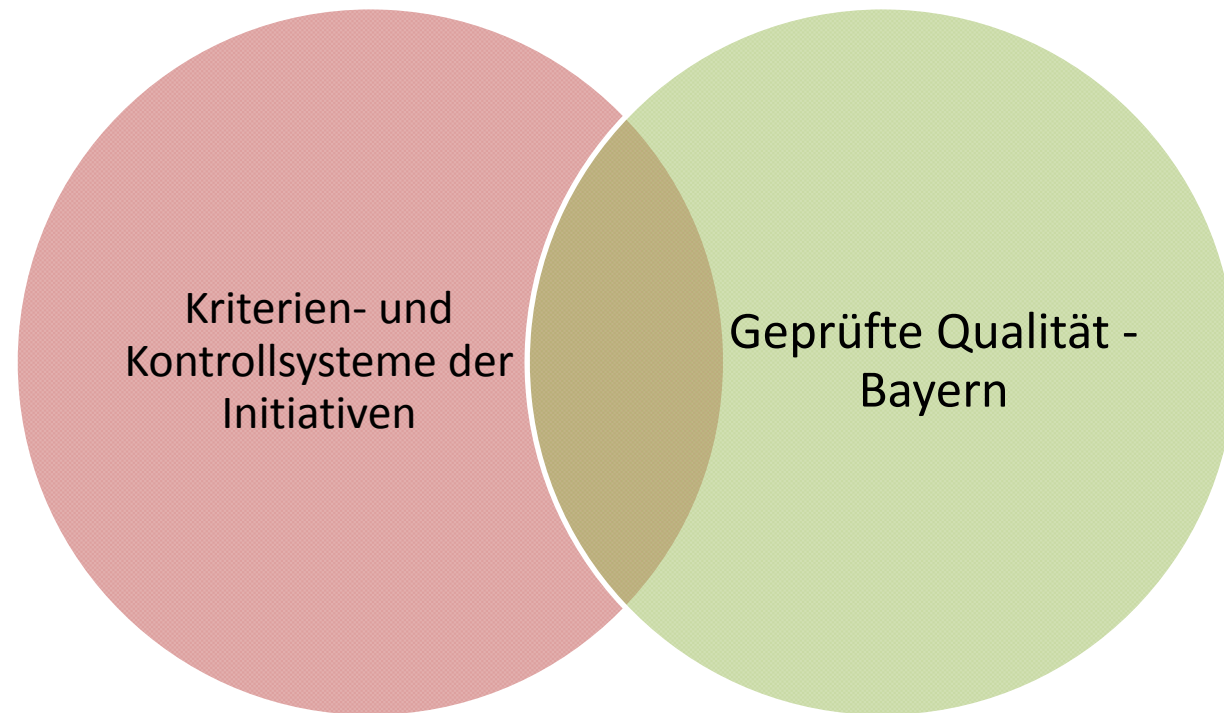 Kriterien- und
Kontrollsysteme der
Initiativen
Geprüfte Qualität -
Bayern